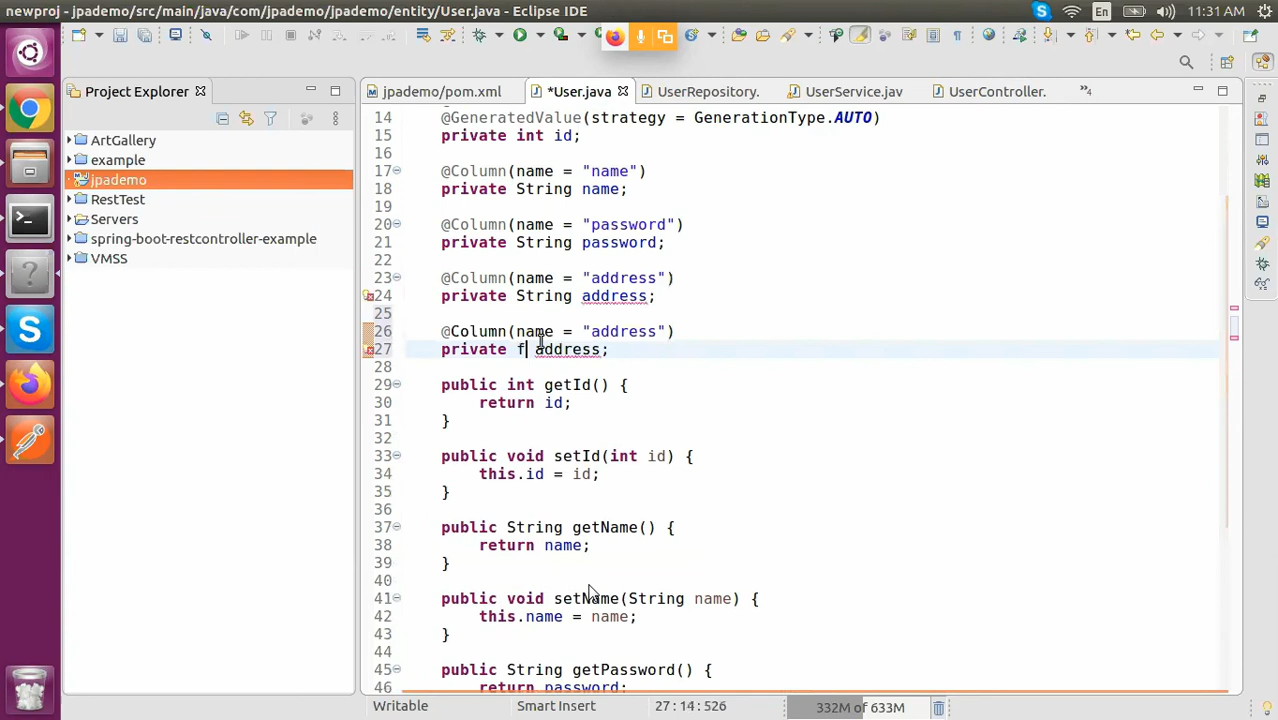 newproj - jpademo/src/main/java/com/jpademo/jpademo/entity/User.java - Eclipse IDE
En
11:31 AM
Project Explorer
jpademo/pom.xml
*User.java
UserRepository.
UserService.jav
UserController.
4
ArtGallery
example
jpademo
RestTest
Servers
spring-boot-restcontroller-example
VMSS
14 @GeneratedValue(strategy = GenerationType.AUTO)
15 private int id;
16
17 @Column(name = "name")
18 private String name;
19
20 @Column(name = "password")
21 private String password;
22
23 @Column(name = "address")
24 private String address;
25
26 @Column(name = "address")
27 private f address;
28
29 public int getId() {
30 return id;
31 }
32
33 public void setId(int id) {
34 this.id = id;
35 }
36
37 public String getName() {
38 return name;
39 }
40
41 public void setName(String name) {
42 this.name = name;
43 }
44
45 public String getPassword() {
46 return password;
Writable
Smart Insert
27 : 14 : 526
332M of 633M